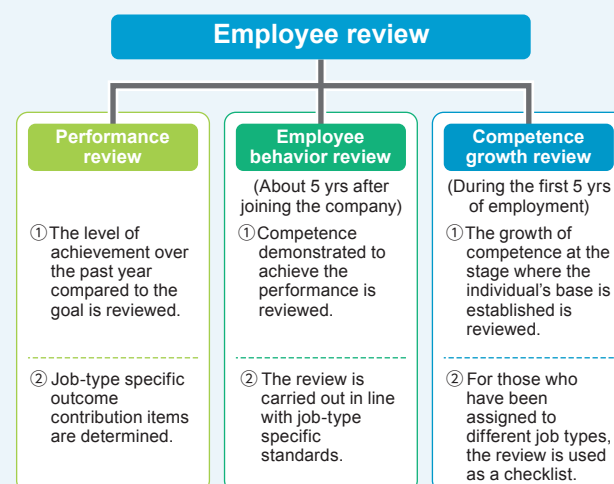 Employee review
Performance
review
①The level of
achievement over
the past year
compared to the
goal is reviewed.
② Job-type specific
outcome
contribution items
are determined.
Employee
behavior review
(About 5 yrs after
joining the company)
①Competence
demonstrated to
achieve the
performance is
reviewed.
② The review is
carried out in line
with job-type
specific
standards.
Competence
growth review
(During the first 5 yrs
of employment)
①The growth of
competence at the
stage where the
individual's base is
established is
reviewed.
② For those who
have been
assigned to
different job types,
the review is used
as a checklist.